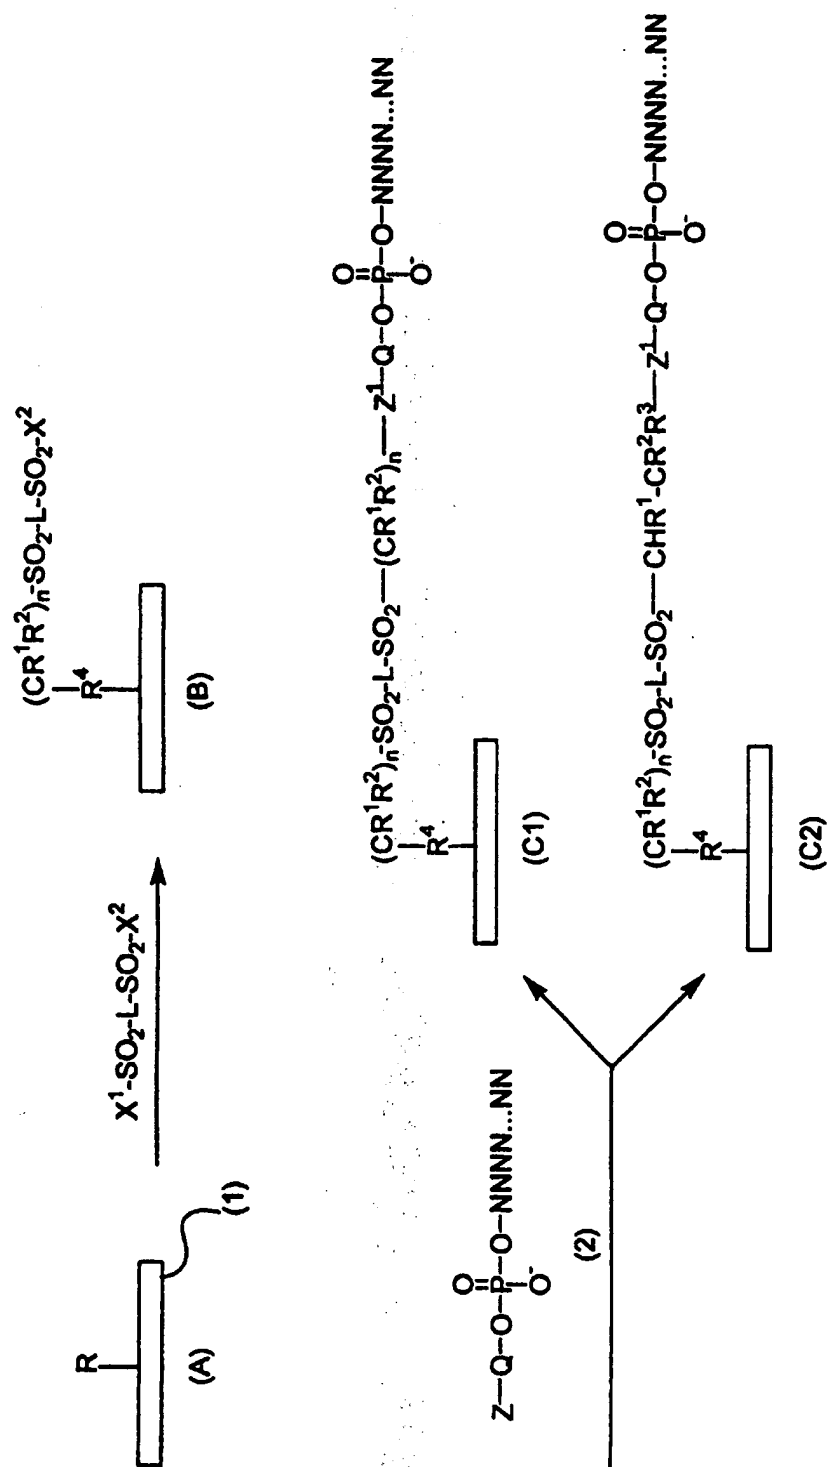 R
(1)
(A)
X¹-SO₂-L-SO₂-X²
(CR¹R²)ₙ-SO₂-L-SO₂-X²
R⁴
(B)
O
Z—Q—O—P—O—NNNN...NN
O⁻
(2)
O
(CR¹R²)ₙ-SO₂-L-SO₂—(CR¹R²)ₙ—Z¹-Q-O-P-O-NNNN...NN
O⁻
R⁴
(C1)
O
(CR¹R²)ₙ-SO₂-L-SO₂—CHR¹-CR²R³—Z¹-Q-O-P-O-NNNN...NN
O⁻
R⁴
(C2)